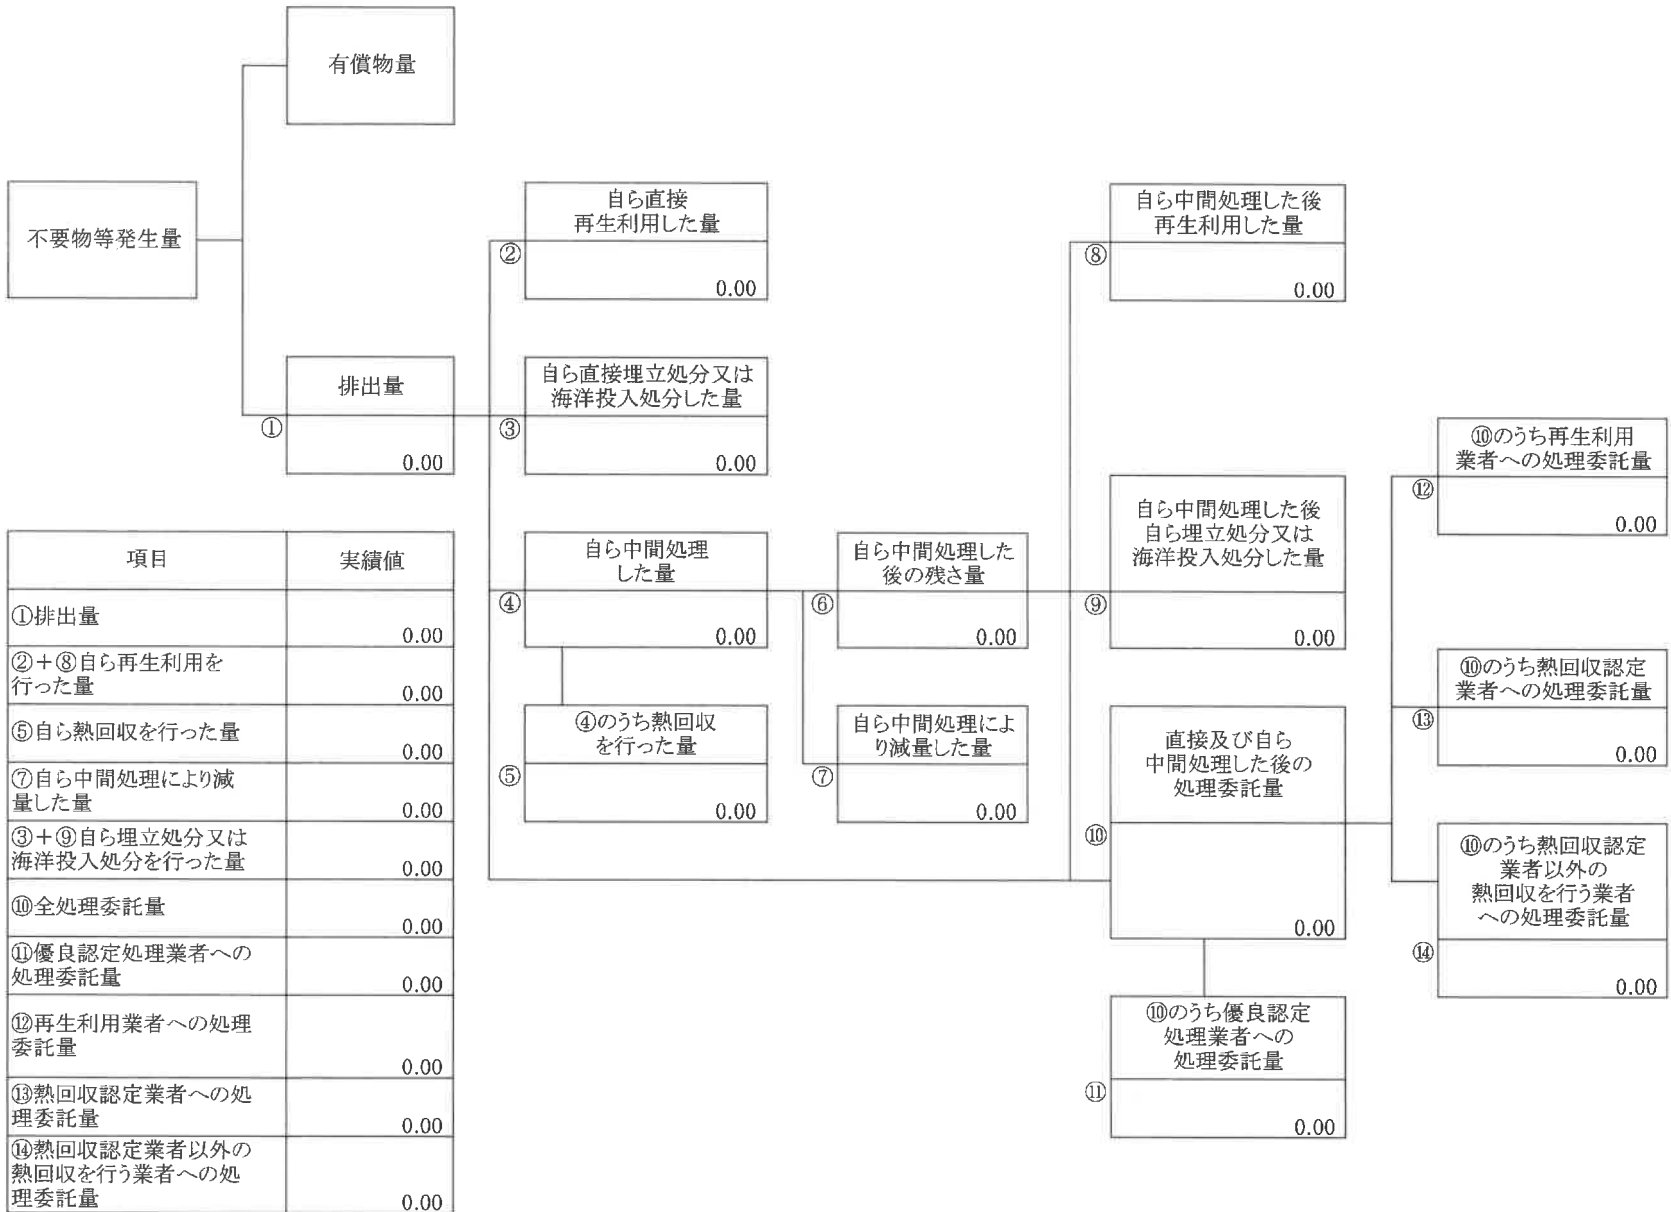 有償物量
不要物等発生量
排出量
①
0.00
自ら直接
再生利用した量
②
0.00
自ら直接埋立処分又は
海洋投入処分した量
③
0.00
自ら中間処理
した量
④
0.00
④のうち熱回収
を行った量
⑤
0.00
自ら中間処理した
後の残さ量
⑥
0.00
自ら中間処理によ
り減量した量
⑦
0.00
自ら中間処理した後
再生利用した量
⑧
0.00
自ら中間処理した後
自ら埋立処分又は
海洋投入処分した量
⑨
0.00
直接及び自ら
中間処理した後の
処理委託量
⑩
0.00
⑩のうち優良認定
処理業者への
処理委託量
⑪
0.00
⑩のうち再生利用
業者への処理委託量
⑫
0.00
⑩のうち熱回収認定
業者への処理委託量
⑬
0.00
⑩のうち熱回収認定
業者以外の
熱回収を行う業者
への処理委託量
⑭
0.00
項目 実績値
①排出量
0.00
②+⑧自ら再生利用を
行った量 0.00
⑤自ら熱回収を行った量
0.00
⑦自ら中間処理により減
量した量 0.00
③+⑨自ら埋立処分又は
海洋投入処分を行った量 0.00
⑩全処理委託量
0.00
⑪優良認定処理業者への
処理委託量 0.00
⑫再生利用業者への処理
委託量
0.00
⑬熱回収認定業者への処
理委託量 0.00
⑭熱回収認定業者以外の
熱回収を行う業者への処
理委託量 0.00